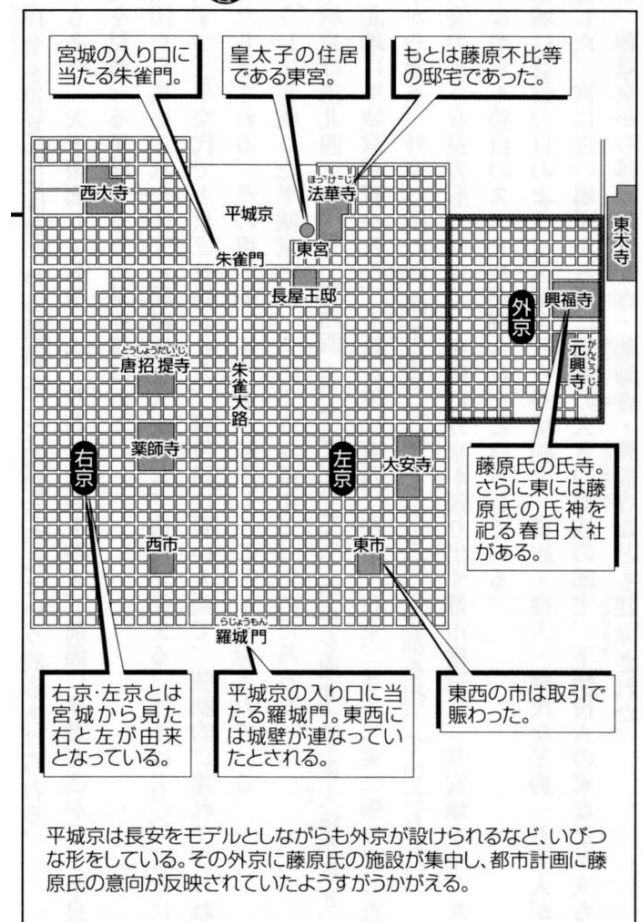 宮城の入り口に
当たる朱雀門。
皇太子の住居
である東宮。
もとは藤原不比等
の邸宅であった。
西大寺
平城京
ほっけじ
法華寺
東宮
朱雀門
長屋王邸
東大寺
外京
興福寺
がんごうじ
元興寺
とうしょうだいじ
唐招提寺
朱雀大路
薬師寺
右京
左京
大安寺
藤原氏の氏寺。
さらに東には藤
原氏の氏神を
祀る春日大社
がある。
西市
東市
らじょうもん
羅城門
右京・左京とは
宮城から見た
右と左が由来
となっている。
平城京の入り口に当
たる羅城門。東西に
は城壁が連なってい
たとされる。
東西の市は取引で
賑わった。
平城京は長安をモデルとしながらも外京が設けられるなど、いびつ
な形をしている。その外京に藤原氏の施設が集中し、都市計画に藤
原氏の意向が反映されていたようすがうかがえる。